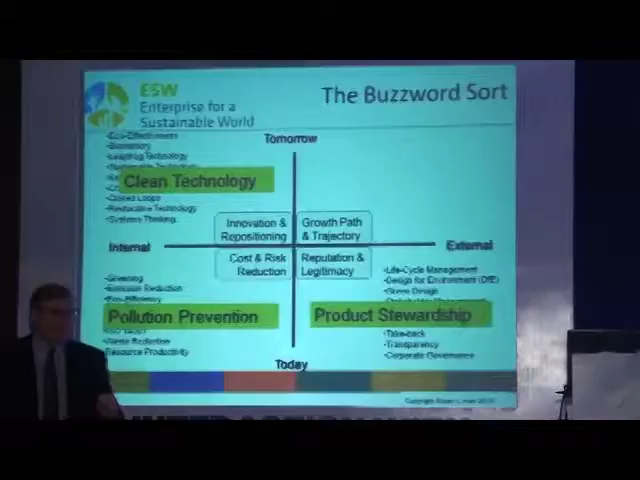 ESW
Enterprise for a
Sustainable World
The Buzzword Sort
Tomorrow
•Eco-Effectiveness
•Biomimicry
•Leapfrog Technology
Clean Technology
•Closed Loops
•Restorative Technology
•Systems Thinking
Innovation &
Repositioning
Growth Path
& Trajectory
Internal
External
Cost & Risk
Reduction
Reputation &
Legitimacy
•Greening
•Emission Reduction
•Eco-Efficiency
Pollution Prevention
•Waste Reduction
•Resource Productivity
•Life-Cycle Management
•Design for Environment (DfE)
•Green Design
Product Stewardship
•Take-back
•Transparency
•Corporate Governance
Today
Copyright